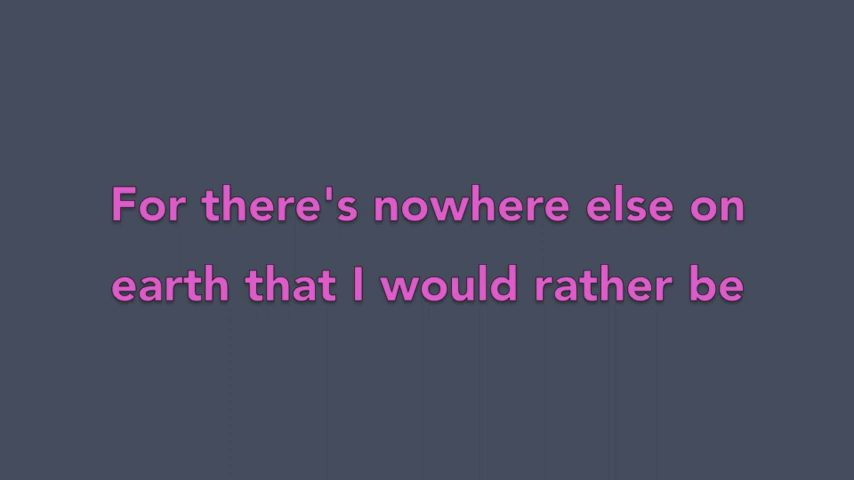 For there's nowhere else on
earth that I would rather be